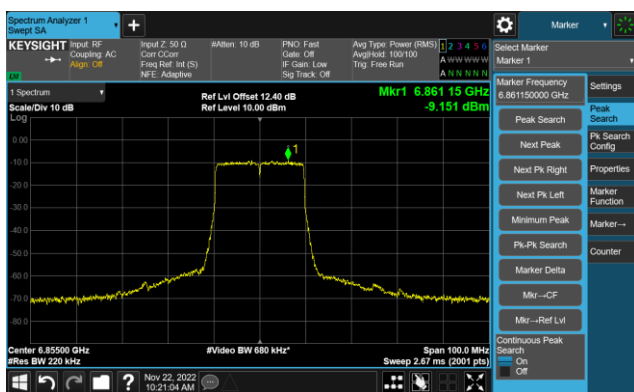 Spectrum Analyzer 1
Swept SA
Marker
KEYSIGHT
Input: RF
Coupling: AC
Align: Off
Input Z: 50 Ω
Corr CCorr
Freq Ref: Int (S)
NFE: Adaptive
#Atten: 10 dB
PNO: Fast
Gate: Off
IF Gain: Low
Sig Track: Off
Avg Type: Power (RMS)
Avg|Hold: 100/100
Trig: Free Run
1 2 3 4 5 6
A W W W W W
A N N N N N
Select Marker
Marker 1
LXI
1 Spectrum
Scale/Div 10 dB
Log
Ref Lvl Offset 12.40 dB
Ref Level 10.00 dBm
Mkr1 6.861 15 GHz
-9.151 dBm
1
0.00
-10.0
-20.0
-30.0
-40.0
-50.0
-60.0
-70.0
-80.0
Center 6.85500 GHz
#Res BW 220 kHz
#Video BW 680 kHz*
Span 100.0 MHz
Sweep 2.67 ms (2001 pts)
Marker Frequency
6.861150000 GHz
Peak Search
Next Peak
Next Pk Right
Next Pk Left
Minimum Peak
Pk-Pk Search
Marker Delta
Mkr→CF
Mkr→Ref Lvl
Continuous Peak
Search
On
Off
Settings
Peak
Search
Pk Search
Config
Properties
Marker
Function
Marker→
Counter
?
Nov 22, 2022
10:21:04 AM